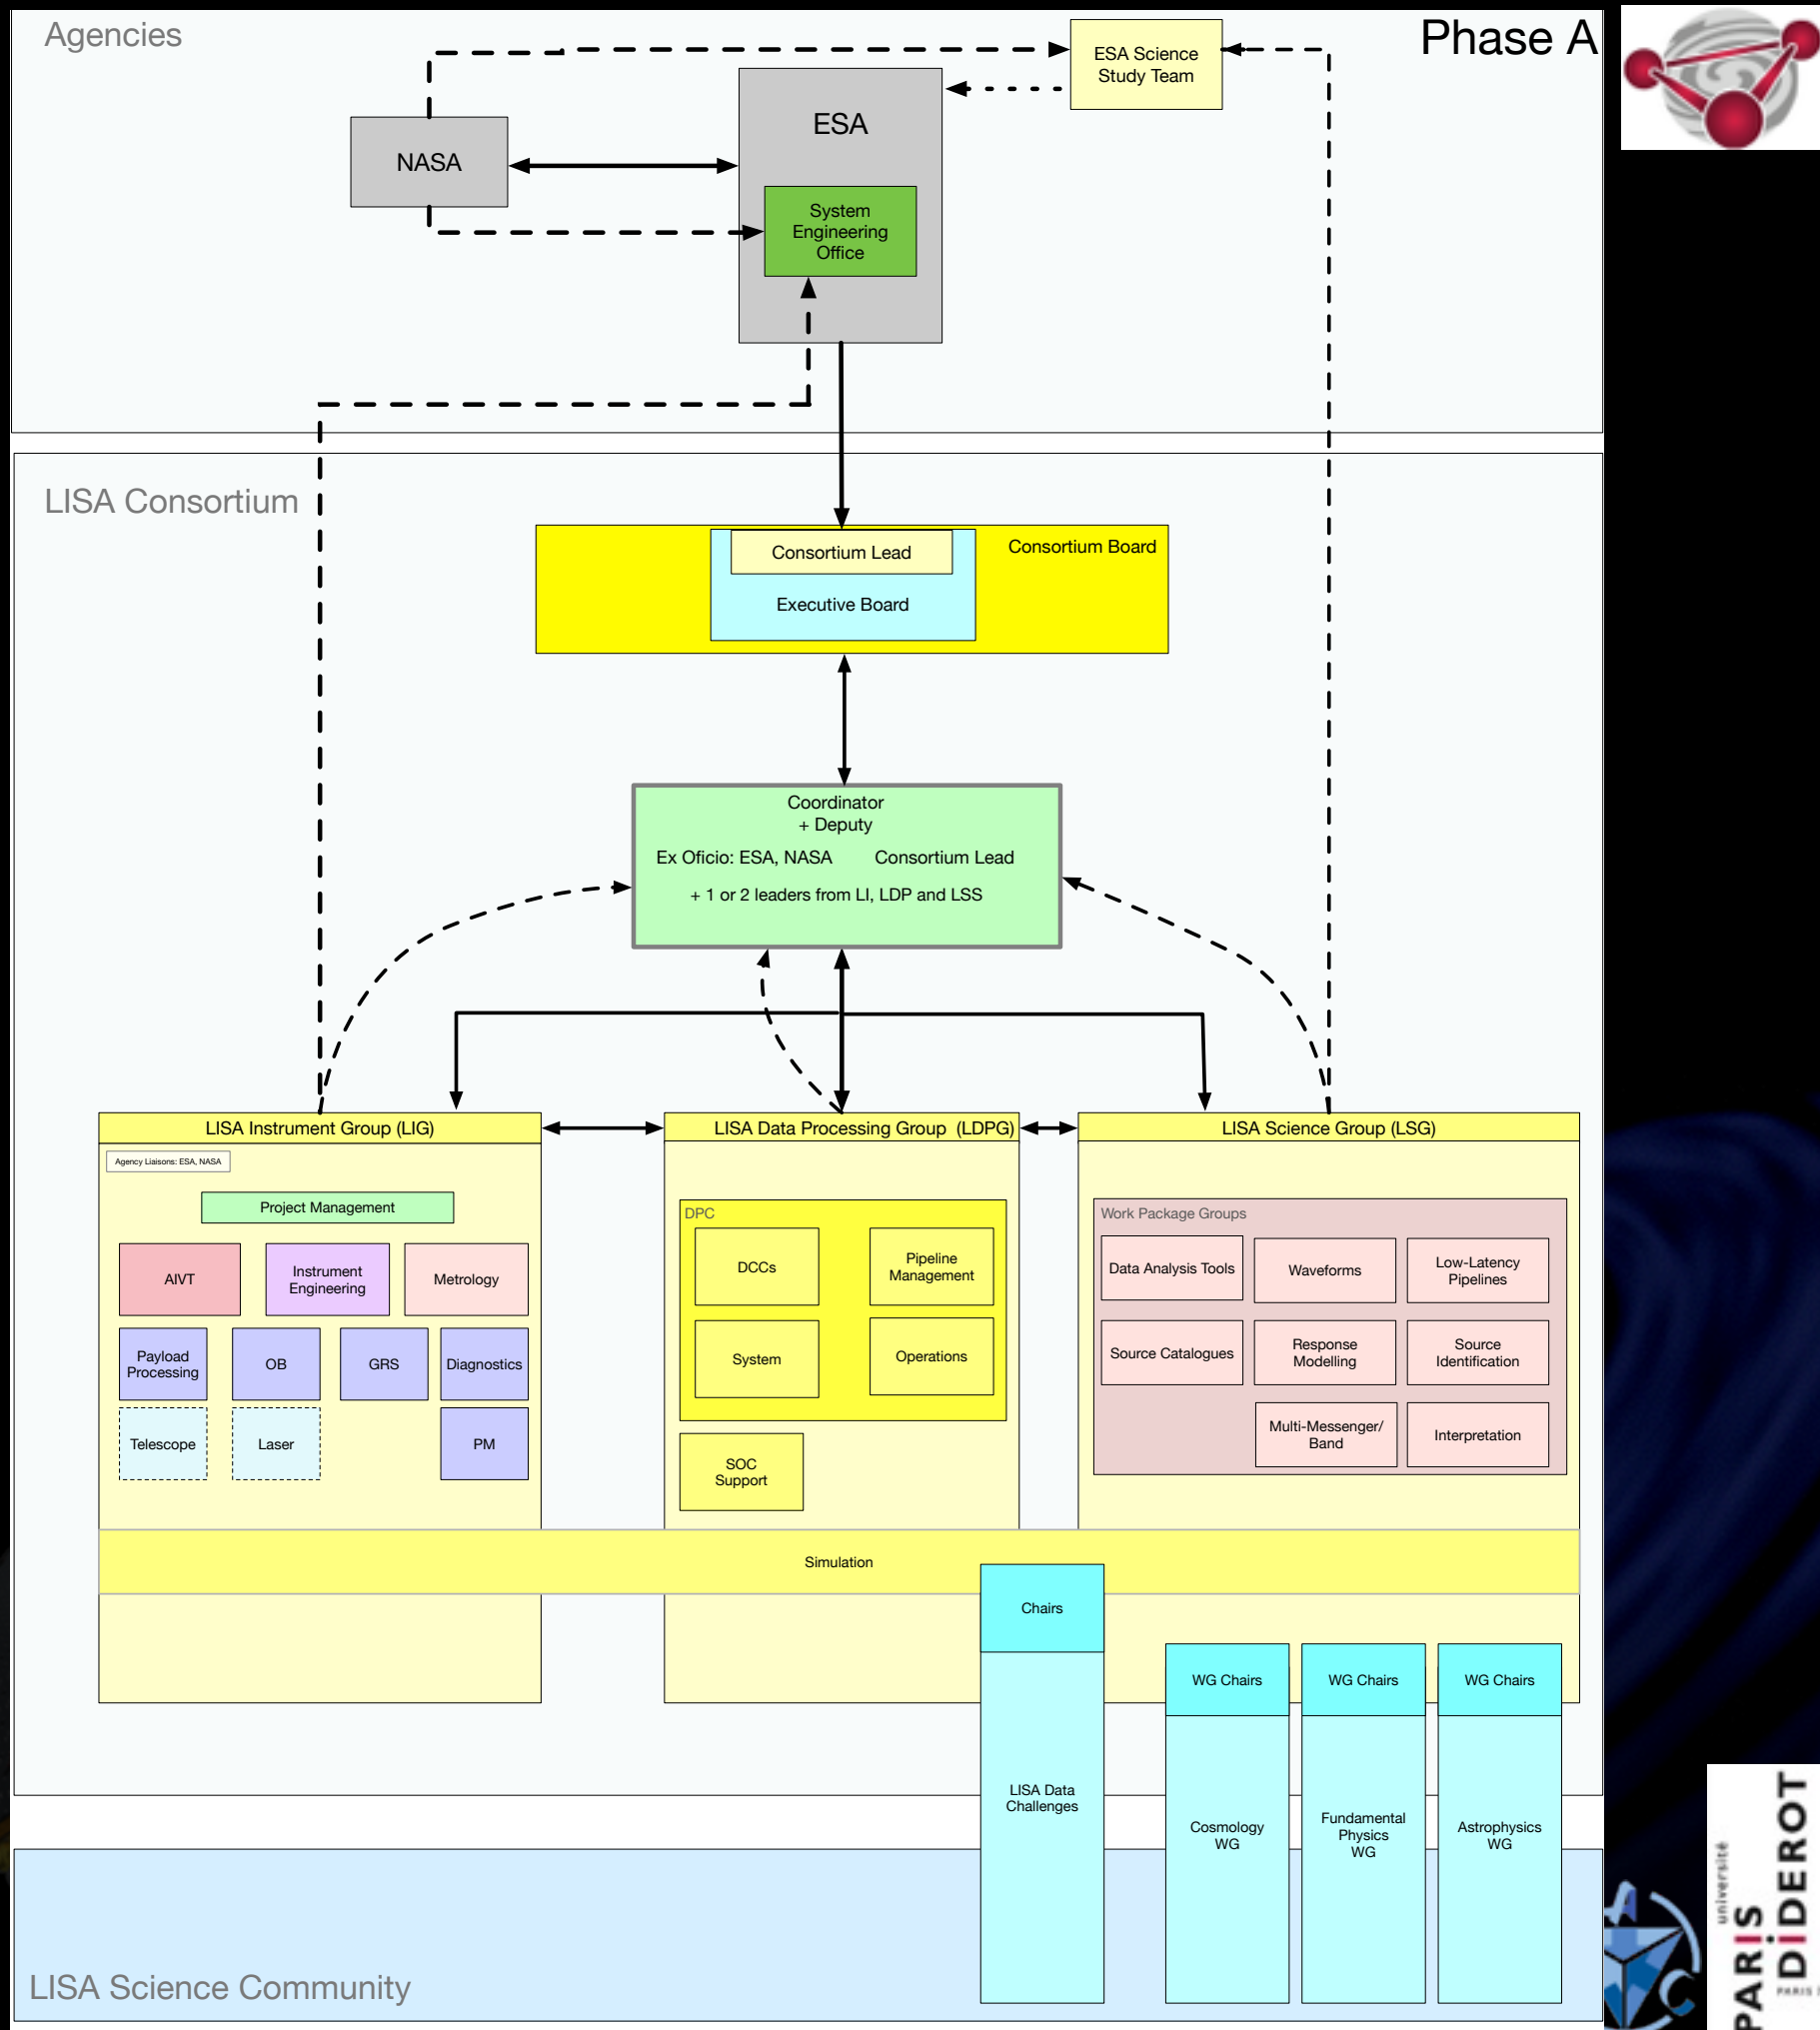 Agencies
Phase A
ESA Science
Study Team
ESA
NASA
System
Engineering
Office
LISA Consortium
Consortium Lead
Consortium Board
Executive Board
Coordinator
+ Deputy
Ex Oficio: ESA, NASA Consortium Lead
+ 1 or 2 leaders from LI, LDP and LSS
LISA Instrument Group (LIG)
Agency Liaisons: ESA, NASA
Project Management
AIVT
Instrument
Engineering
Metrology
Payload
Processing
OB
GRS
Diagnostics
Telescope
Laser
PM
LISA Data Processing Group (LDPG)
DPC
DCCs
Pipeline
Management
System
Operations
SOC
Support
LISA Science Group (LSG)
Work Package Groups
Data Analysis Tools
Waveforms
Low-Latency
Pipelines
Source Catalogues
Response
Modelling
Source
Identification
Multi-Messenger/
Band
Interpretation
Simulation
Chairs
LISA Data
Challenges
WG Chairs
Cosmology
WG
WG Chairs
Fundamental
Physics
WG
WG Chairs
Astrophysics
WG
LISA Science Community
université
PARIS
DiDEROT
PARIS
A
C